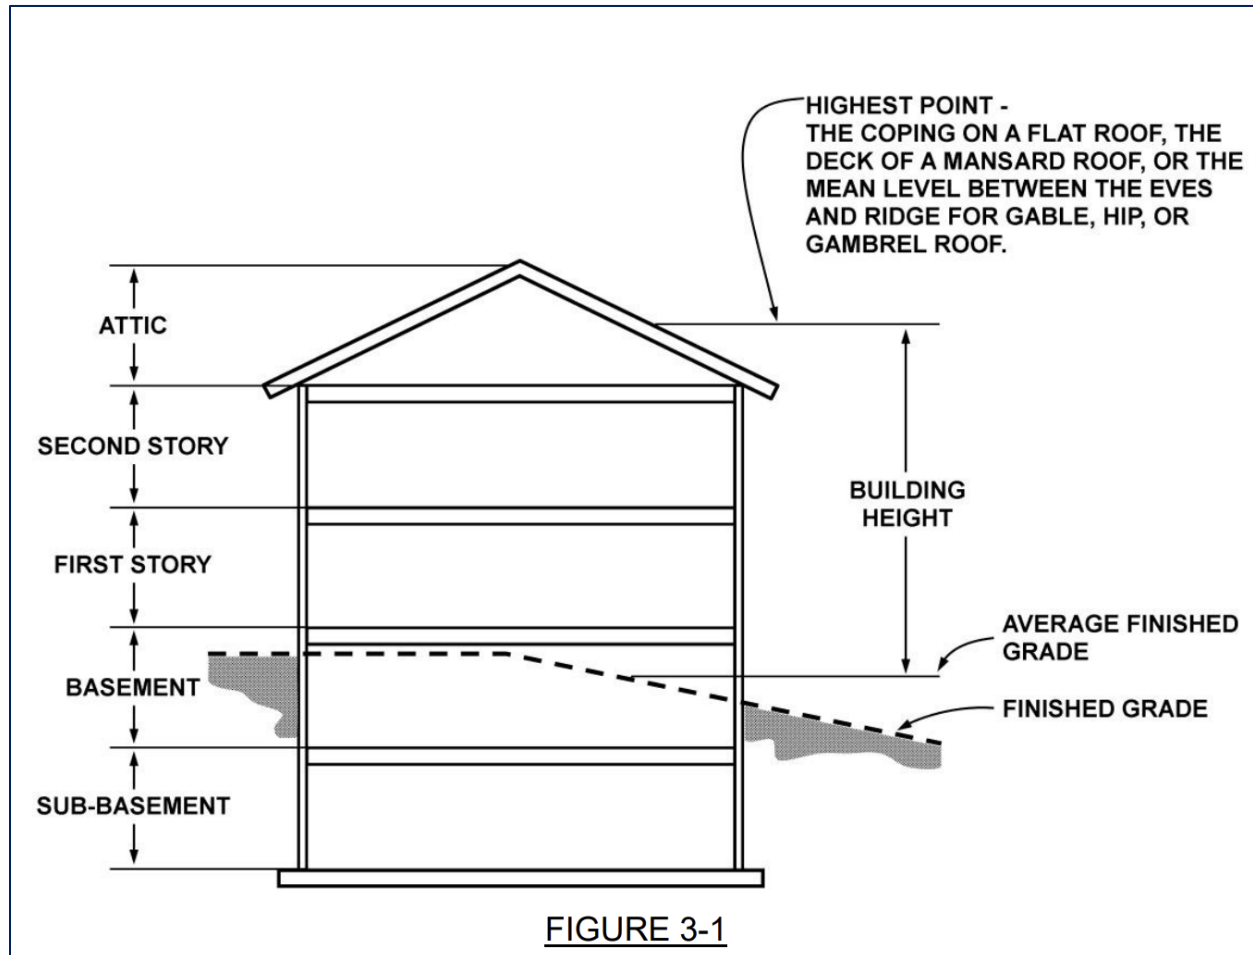 HIGHEST POINT -
THE COPING ON A FLAT ROOF, THE
DECK OF A MANSARD ROOF, OR THE
MEAN LEVEL BETWEEN THE EVES
AND RIDGE FOR GABLE, HIP, OR
GAMBREL ROOF.
ATTIC
SECOND STORY
FIRST STORY
BASEMENT
SUB-BASEMENT
BUILDING
HEIGHT
AVERAGE FINISHED
GRADE
FINISHED GRADE
FIGURE 3-1